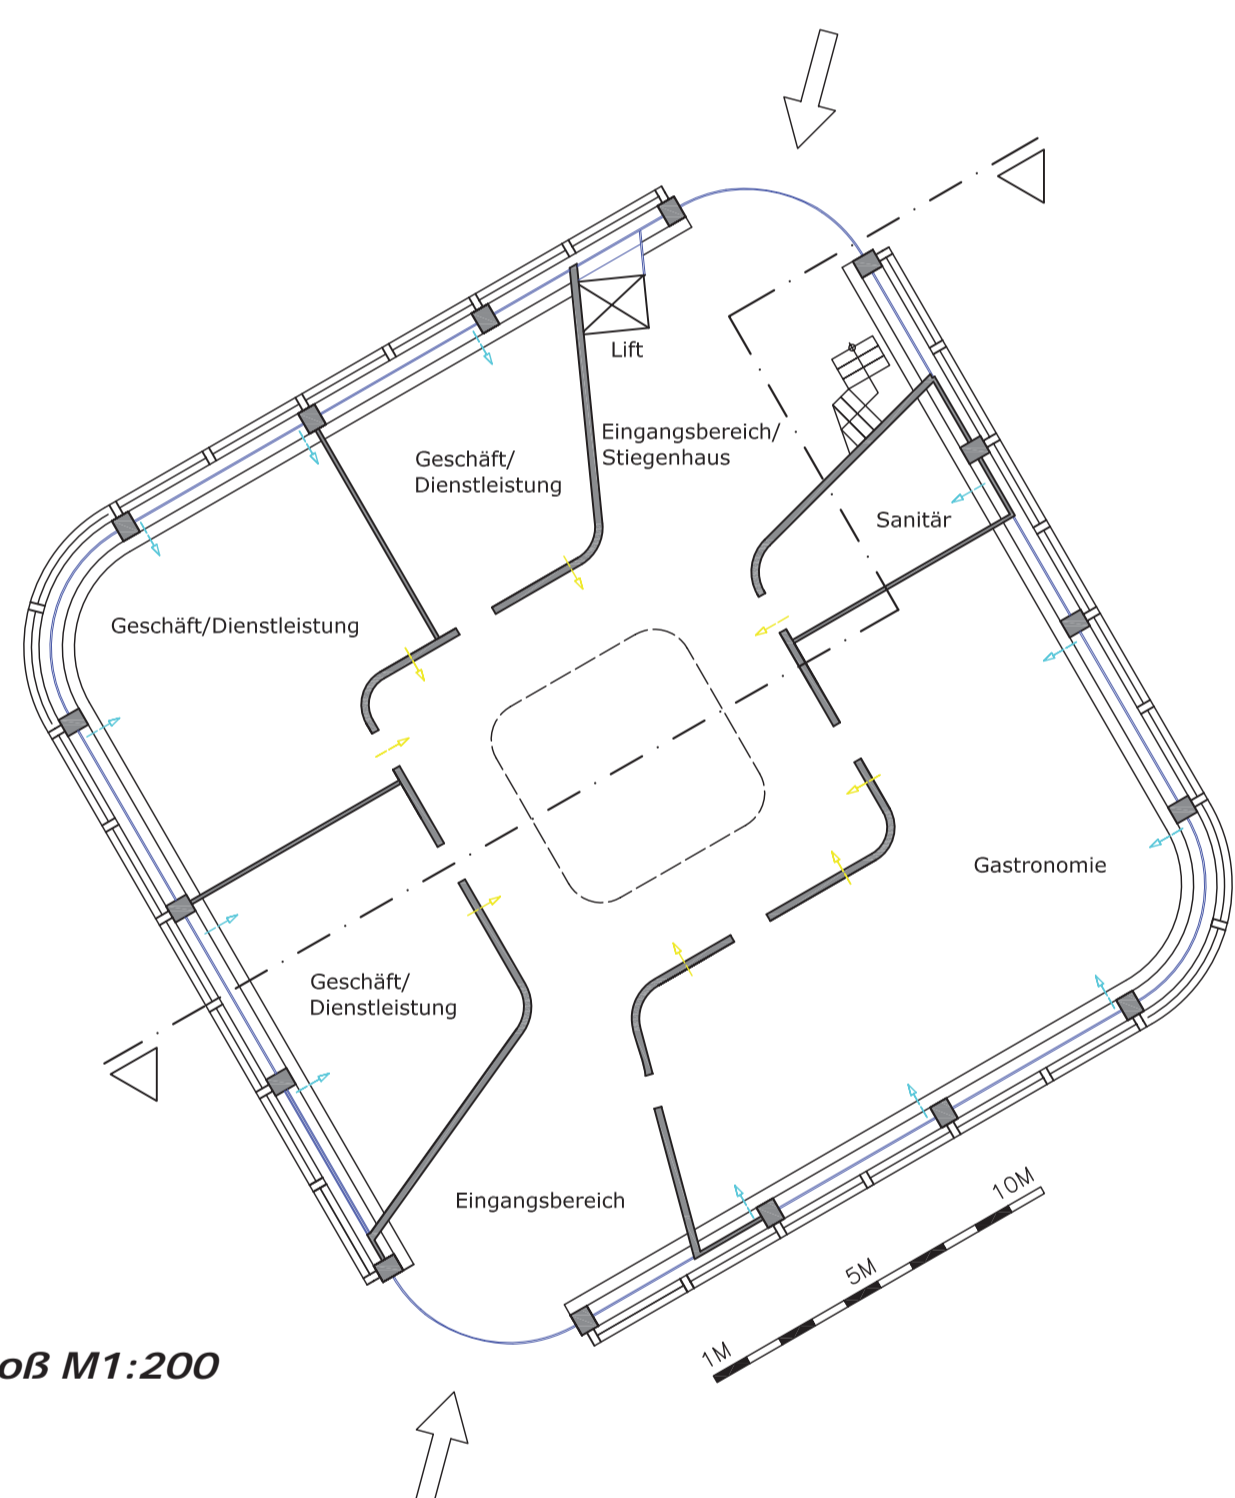 Lift
Eingangsbereich/
Stiegenhaus
Geschäft/
Dienstleistung
Sanitär
Geschäft/Dienstleistung
Gastronomie
Geschäft/
Dienstleistung
Eingangsbereich
10M
5M
1M
oß M1:200